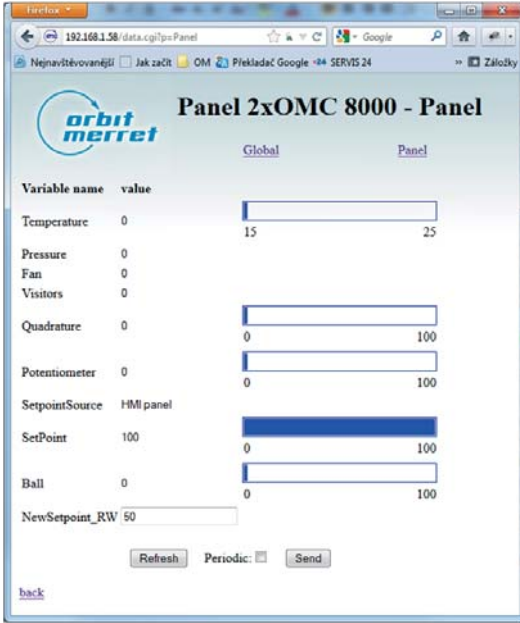 Firefox
192.168.1.58/data.cgi?p=Panel
Google
Nejnavštěvovanější Jak začít OM Překladač Google SERVIS 24 » Záložky
orbit merret
Panel 2xOMC 8000 - Panel
Global Panel
Variable name value
Temperature 0
15 25
Pressure 0
Fan 0
Visitors 0
Quadrature 0
0 100
Potentiometer 0
0 100
SetpointSource HMI panel
SetPoint 100
0 100
Ball 0
0 100
NewSetpoint_RW 50
Refresh Periodic: Send
back